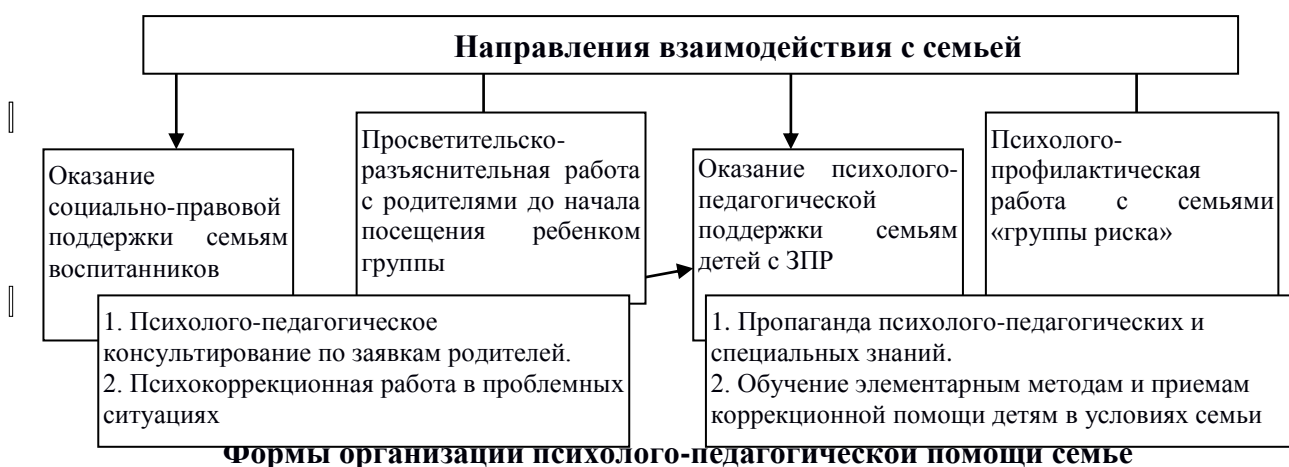 Направления взаимодействия с семьей
Оказание
социально-правовой
поддержки семьям
воспитанников
Просветительско-
разъяснительная работа
с родителями до начала
посещения ребенком
группы
Оказание психолого-
педагогической
поддержки семьям
детей с ЗПР
Психолого-
профилактическая
работа с семьями
«группы риска»
1. Психолого-педагогическое
консультирование по заявкам родителей.
2. Психокоррекционная работа в проблемных
ситуациях
1. Пропаганда психолого-педагогических и
специальных знаний.
2. Обучение элементарным методам и приемам
коррекционной помощи детям в условиях семьи
Формы организации психолого-педагогической помощи семье